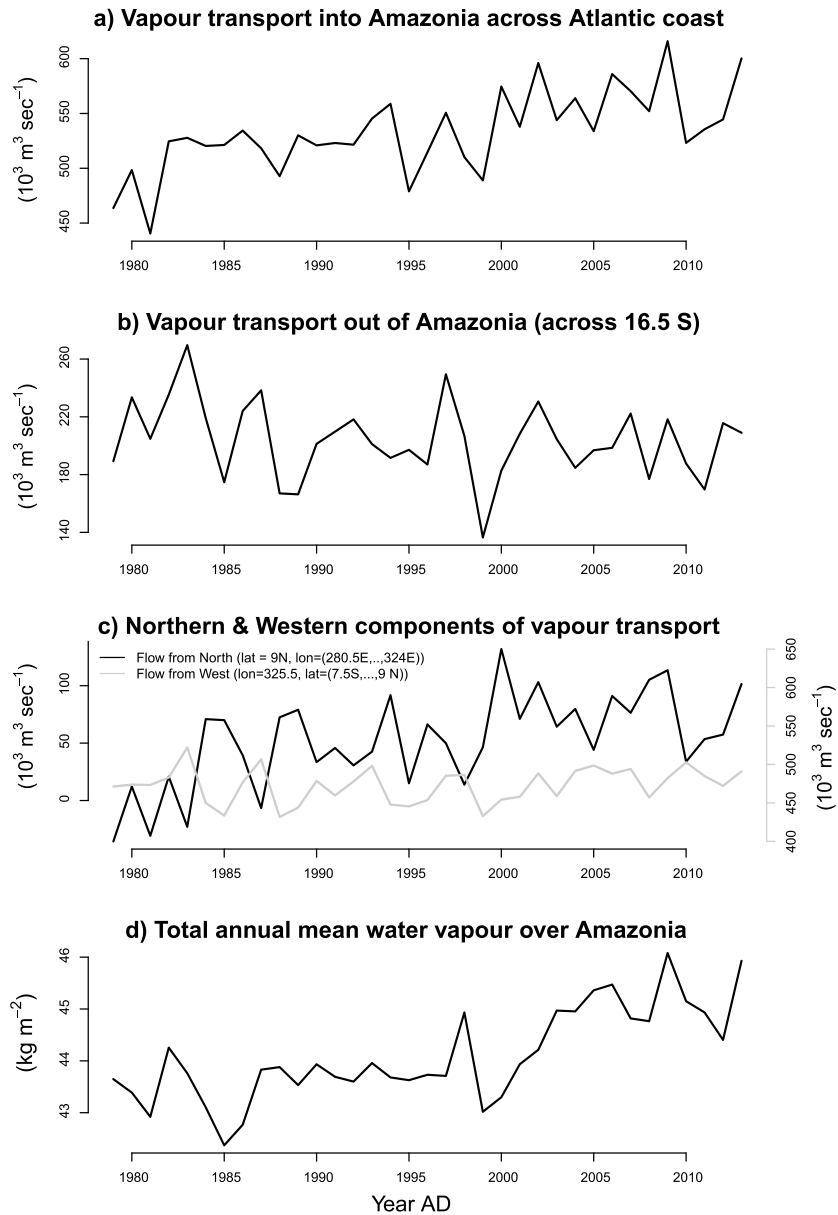 a) Vapour transport into Amazonia across Atlantic coast
(10³ m³ sec⁻¹)
600
550
500
450
1980 1985 1990 1995 2000 2005 2010
b) Vapour transport out of Amazonia (across 16.5 S)
(10³ m³ sec⁻¹)
260
220
180
140
1980 1985 1990 1995 2000 2005 2010
c) Northern & Western components of vapour transport
Flow from North (lat = 9N, lon=(280.5E,..,324E))
Flow from West (lon=325.5, lat=(7.5S,...,9 N))
(10³ m³ sec⁻¹)
100
50
0
650
600
550
500
450
400
(10³ m³ sec⁻¹)
1980 1985 1990 1995 2000 2005 2010
d) Total annual mean water vapour over Amazonia
(kg m⁻²)
46
45
44
43
1980 1985 1990 1995 2000 2005 2010
Year AD